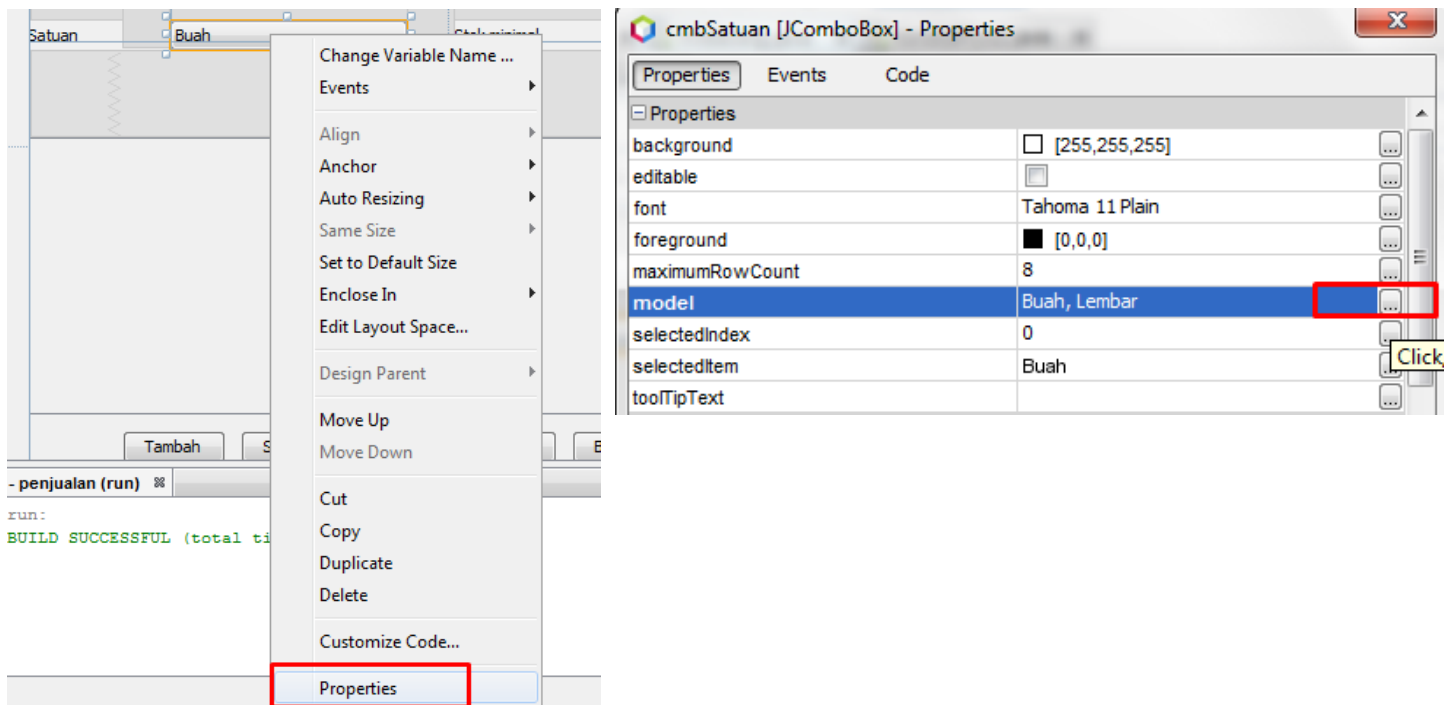 Satuan
Buah
Stok minimal
Change Variable Name ...
Events
Align
Anchor
Auto Resizing
Same Size
Set to Default Size
Enclose In
Edit Layout Space...
Design Parent
Move Up
Move Down
Cut
Copy
Duplicate
Delete
Customize Code...
Properties
Tambah
S
B
- penjualan (run)
run:
BUILD SUCCESSFUL (total ti
cmbSatuan [JComboBox] - Properties
Properties Events Code
Properties
background [255,255,255] ...
editable ...
font Tahoma 11 Plain ...
foreground [0,0,0] ...
maximumRowCount 8 ...
model Buah, Lembar ...
selectedIndex 0
selectedItem Buah
Click
toolTipText ...